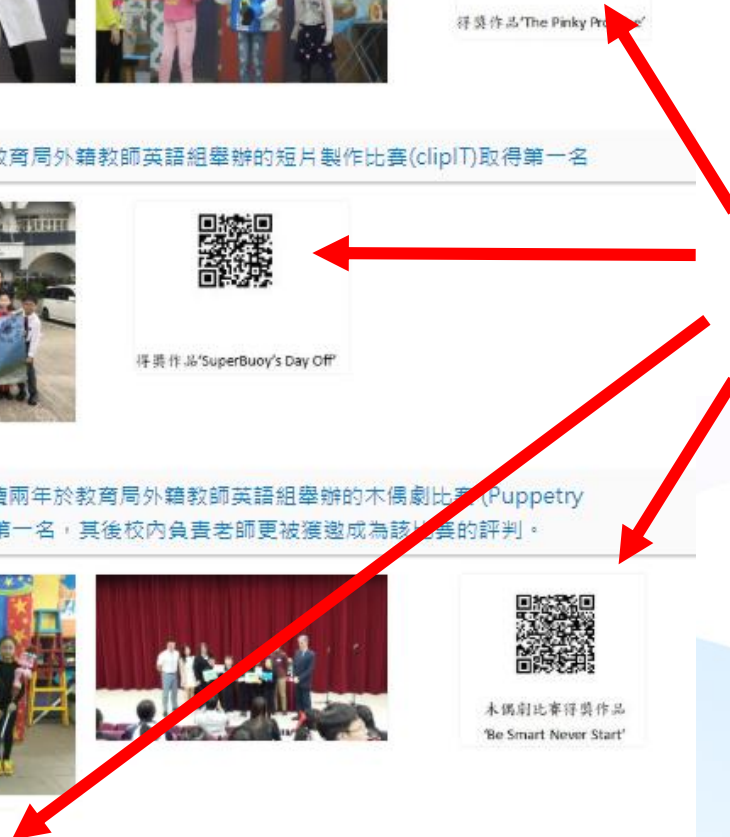 得獎作品'The Pinky
教育局外籍教師英語組舉辦的短片製作比賽(clipIT)取得第一名
得獎作品'SuperBuoy's Day Off'
兩年於教育局外籍教師英語組舉辦的木偶劇比賽 (Puppetry
第一名，其後校內負責老師更被獲邀成為該比賽的評判。
木偶劇比賽得獎作品
'Be Smart Never Start'